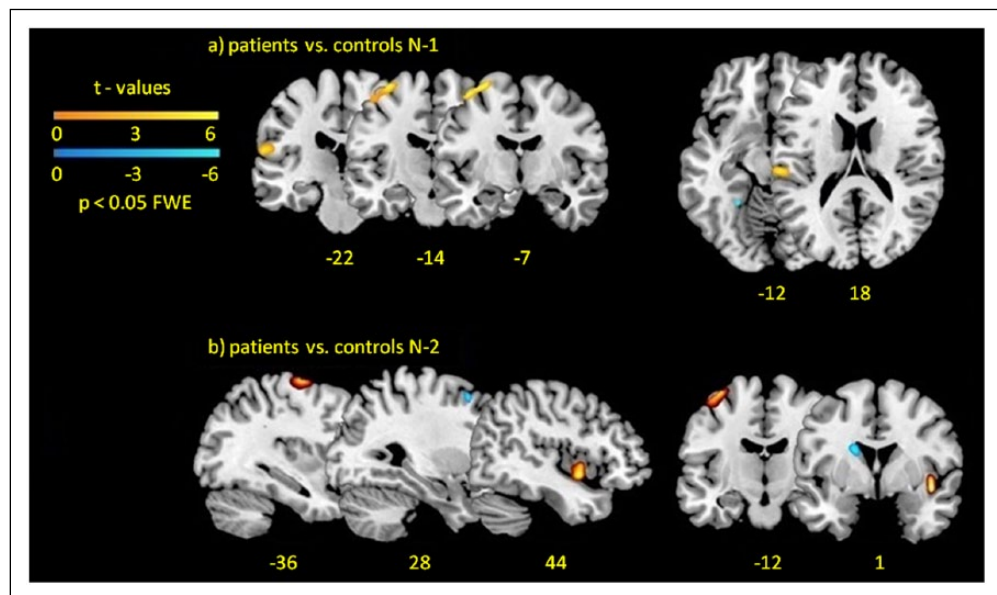 a) patients vs. controls N-1
t - values
0 3 6
0 -3 -6
p < 0.05 FWE
-22 -14 -7
-12 18
b) patients vs. controls N-2
-36 28 44
-12 1